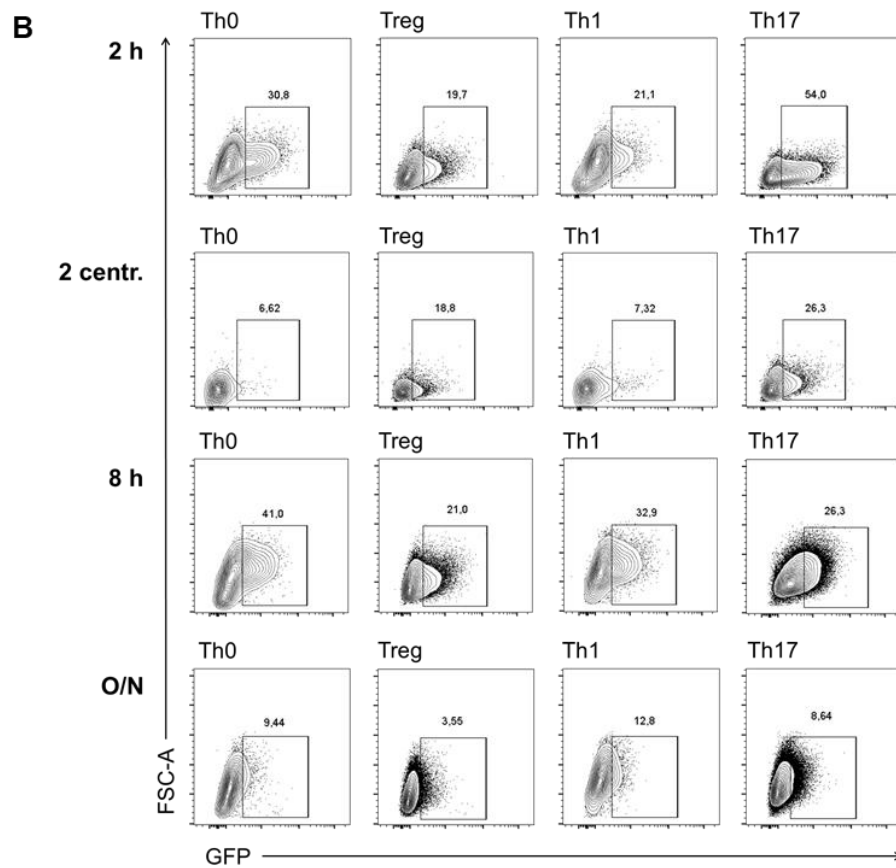 B
Th0 Treg Th1 Th17
2 h
30,8 19,7 21,1 54,0
Th0 Treg Th1 Th17
2 centr.
6,62 18,8 7,32 26,3
Th0 Treg Th1 Th17
8 h
41,0 21,0 32,9 26,3
Th0 Treg Th1 Th17
O/N
9,44 3,55 12,8 8,64
FSC-A
GFP